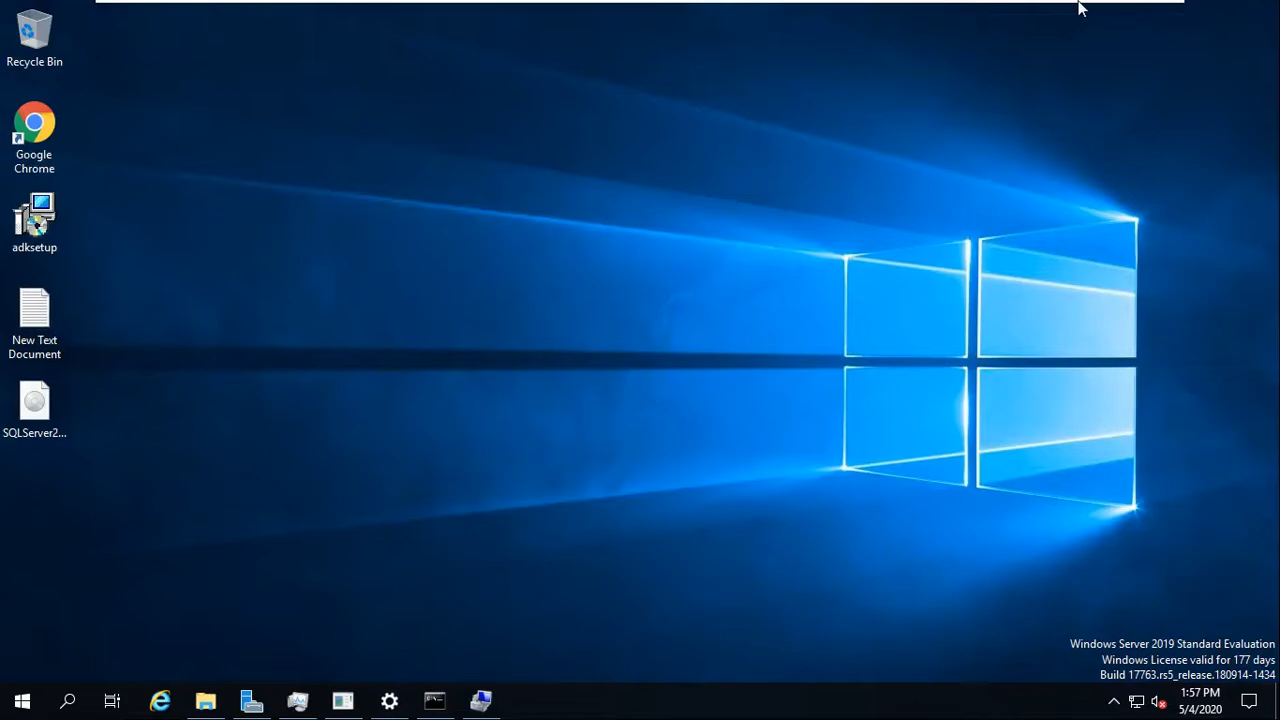 Recycle Bin
Google
Chrome
adksetup
New Text
Document
SQLServer2...
Windows Server 2019 Standard Evaluation
Windows License valid for 177 days
Build 17763.rs5_release.180914-1434
1:57 PM
5/4/2020